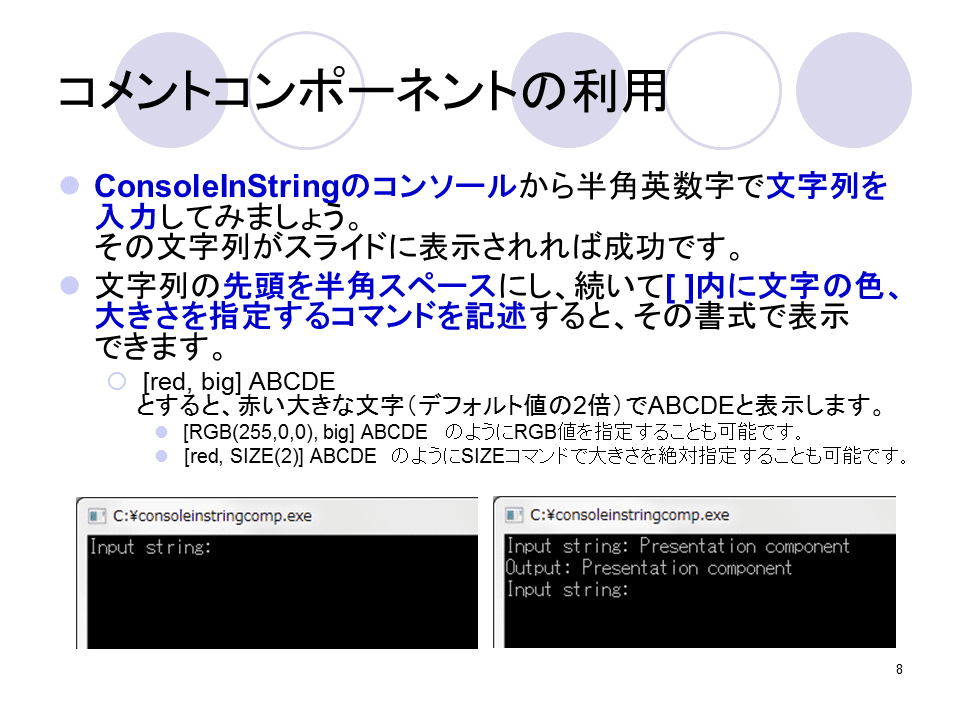 コメントコンポーネントの利用
ConsoleInStringのコンソールから半角英数字で文字列を
入力してみましょう。
その文字列がスライドに表示されれば成功です。
文字列の先頭を半角スペースにし、続いて[ ]内に文字の色、
大きさを指定するコマンドを記述すると、その書式で表示
できます。
[red, big] ABCDE
とすると、赤い大きな文字（デフォルト値の2倍）でABCDEと表示します。
[RGB(255,0,0), big] ABCDE　のようにRGB値を指定することも可能です。
[red, SIZE(2)] ABCDE　のようにSIZEコマンドで大きさを絶対指定することも可能です。
C:¥consoleinstringcomp.exe
Input string:
C:¥consoleinstringcomp.exe
Input string: Presentation component
Output: Presentation component
Input string:
8